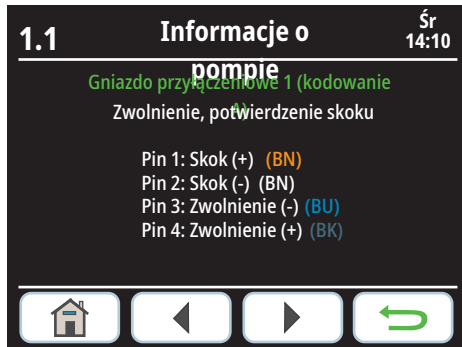 1.1
Informacje o
pompie
Śr
14:10
Gniazdo przyłączeniowe 1 (kodowanie
A)
Zwolnienie, potwierdzenie skoku
Pin 1: Skok (+) (BN)
Pin 2: Skok (-) (BN)
Pin 3: Zwolnienie (-) (BU)
Pin 4: Zwolnienie (+) (BK)